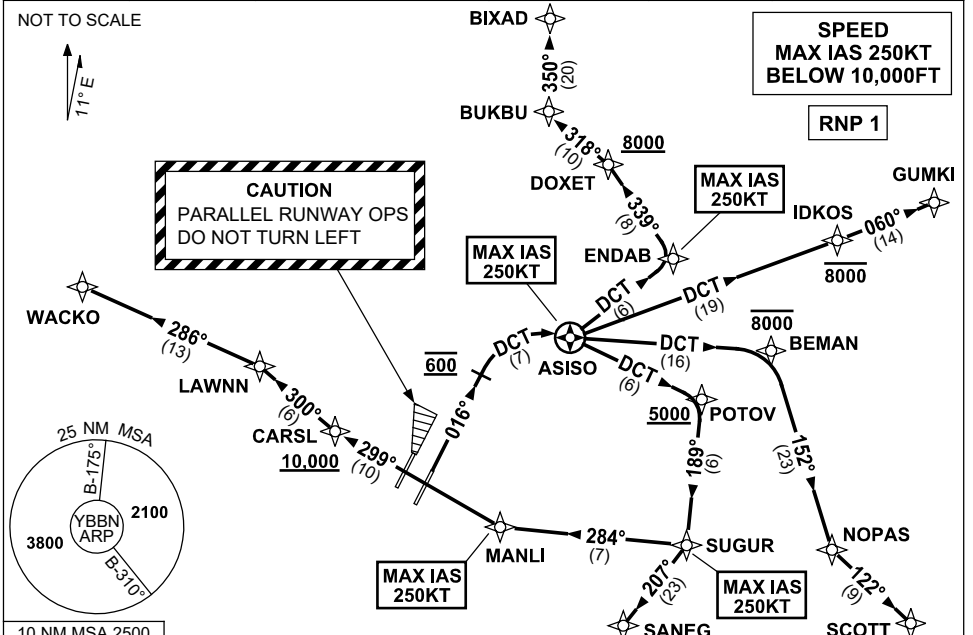 NOT TO SCALE
11° E
SPEED
MAX IAS 250KT
BELOW 10,000FT
RNP 1
CAUTION
PARALLEL RUNWAY OPS
DO NOT TURN LEFT
BIXAD
350°
(20)
BUKBU
318°
(10)
8000
DOXET
339°
(8)
MAX IAS
250KT
ENDAB
GUMKI
IDKOS
060°
(14)
8000
MAX IAS
250KT
DCT
(6)
DCT
(19)
WACKO
286°
(13)
LAWNN
300°
(6)
CARSL
10,000
299°
(10)
600
016°
DCT
(7)
ASISO
DCT
(16)
8000
BEMAN
DCT
(6)
5000
POTOV
189°
(6)
152°
(23)
MANLI
284°
(7)
SUGUR
NOPAS
MAX IAS
250KT
MAX IAS
250KT
207°
(23)
SANEG
122°
(9)
SCOTT
25 NM MSA
B-175°
YBBN
ARP
2100
3800
B-310°
10 NM MSA 2500